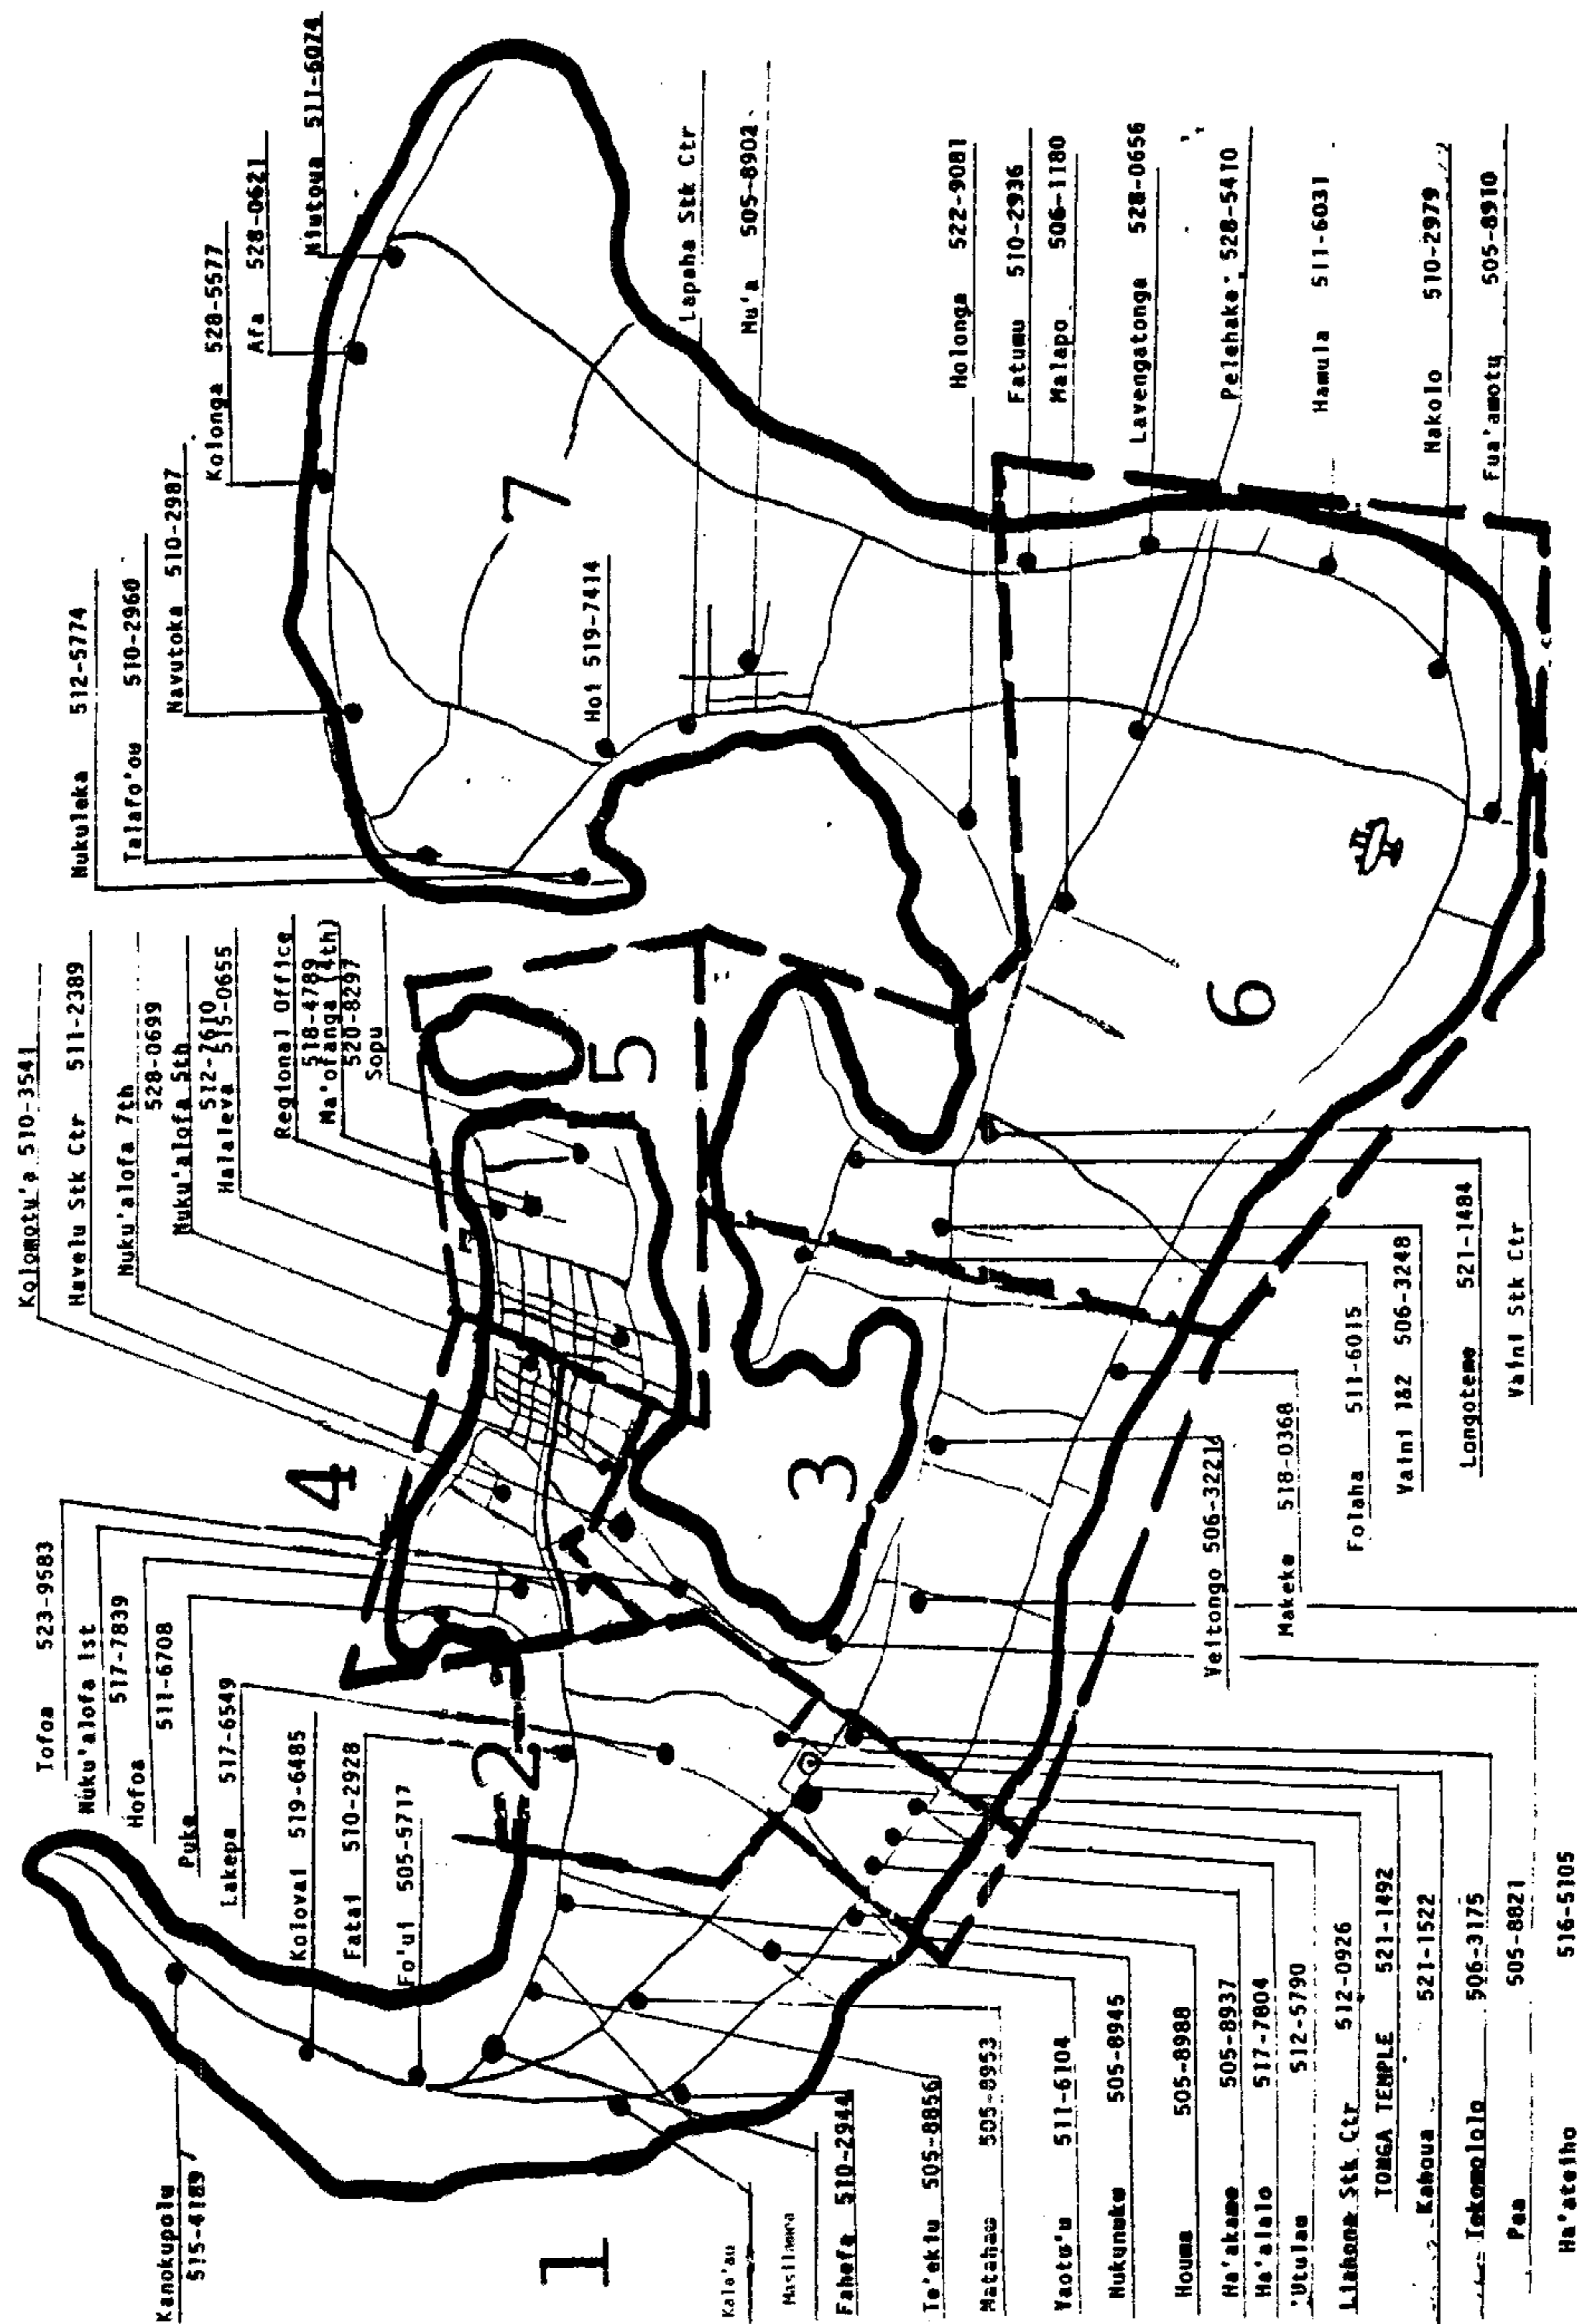 Kolomotu'a 510-3541
Havelu Stk Ctr 511-2389
Nuku'alofa 7th
528-0699
Nuku'alofa 5th
512-7610
Halaleva 515-0655
Regional Office
518-4789
Ma'ofanga (4th)
520-8297
Sopu
Nukuleka 512-5774
Talafo'ou 510-2960
Navutoka 510-2987
Kolonga 528-5577
Afa 528-0621
Niutoua 511-6074
Hoi 519-7414
Lapaha Stk Ctr
Mu'a 505-8902
Holonga 522-9081
Fatumu 510-2936
Malapo 506-1180
Lavengatonga 528-0656
Pelehake 528-5410
Hamula 511-6031
Nakolo 510-2979
Fua'amotu 505-8910
Tofoa 523-9583
Nuku'alofa 1st
517-7839
Hofoa
511-6708
Puke
Lakepa 517-6549
Kolovai 519-6485
Fatai 510-2928
Fo'ui 505-5717
Kanokupolu
515-4189
1
2
3
4
5
6
7
Kala'au
Masilamea
Fahefa 510-2944
Te'ekiu 505-8856
Matahau 505-8953
Vaotu'u 511-6104
Nukunuku 505-8945
Houma 505-8988
Ha'akame 505-8937
Ha'alalo 517-7804
'Utulau 512-5790
Liahona Stk Ctr 512-0926
TONGA TEMPLE 521-1492
Kahoua 521-1522
Tokomololo 506-3175
Pea 505-8821
Ha'ateiho 516-5105
Veitongo 506-3221
Makeke 518-0368
Folaha 511-6015
Vaini 1&2 506-3248
Longoteme 521-1484
Vaini Stk Ctr